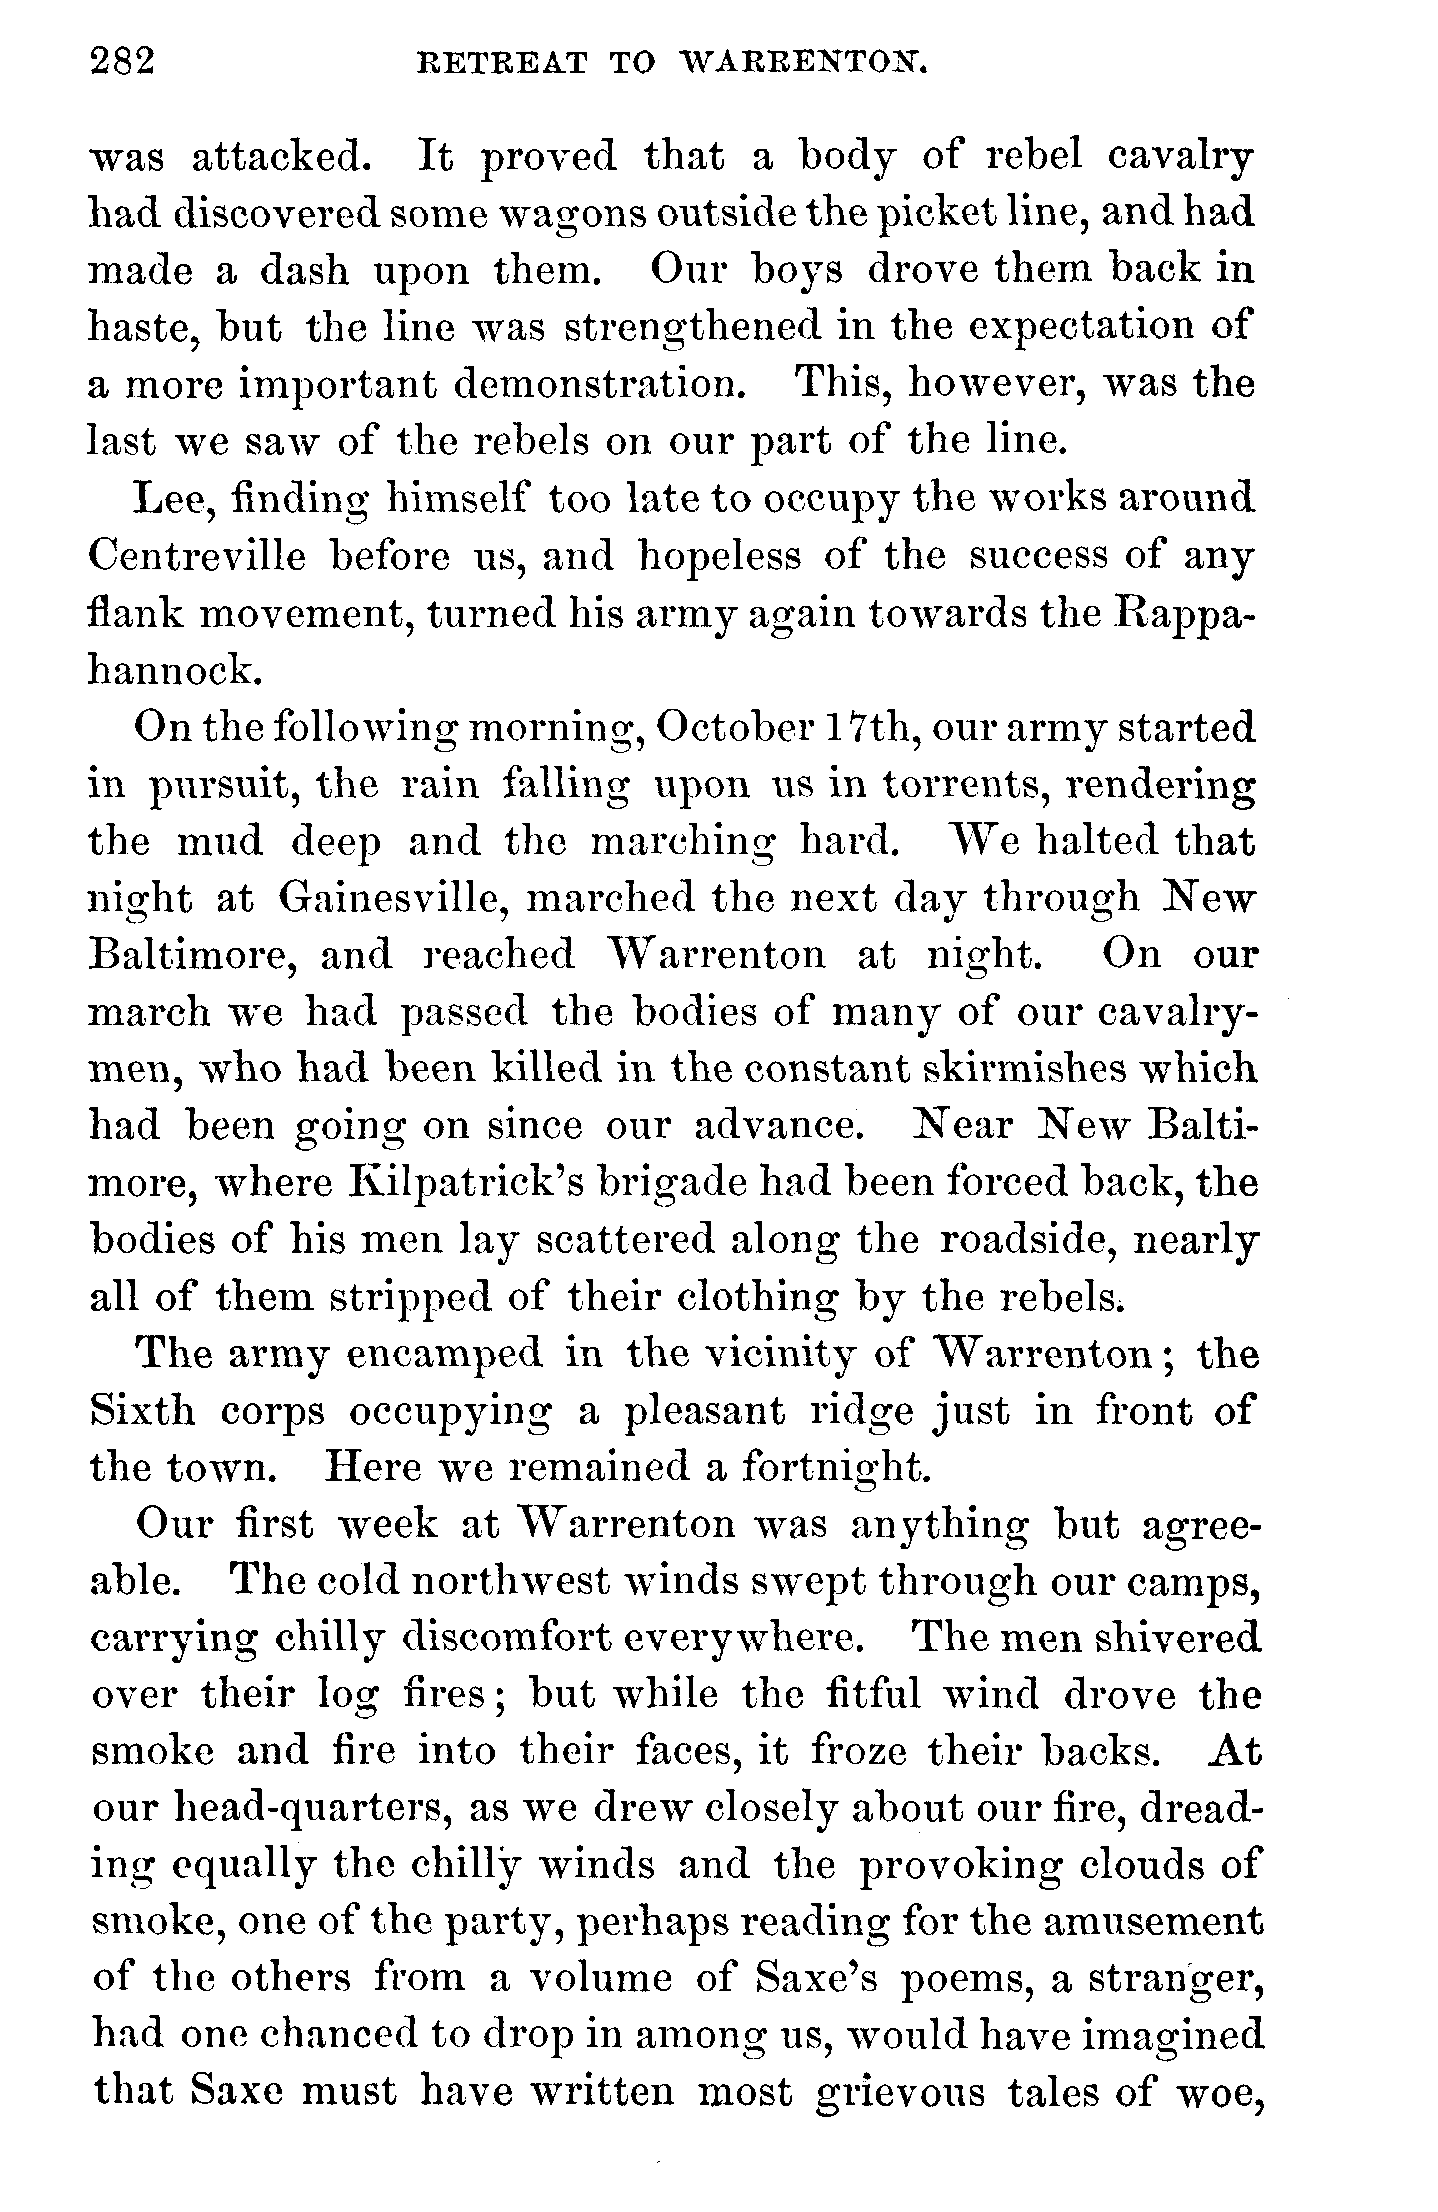 282 RETREAT TO WARRENTON.
was attacked. It proved that a body of rebel cavalry
had discovered some wagons outside the picket line, and had
made a dash upon them. Our boys drove them back in
haste, but the line was strengthened in the expectation of
a more important demonstration. This, however, was the
last we saw of the rebels on our part of the line.
Lee, finding himself too late to occupy the works around
Centreville before us, and hopeless of the success of any
flank movement, turned his army again towards the Rappa-
hannock.
On the following morning, October 17th, our army started
in pursuit, the rain falling upon us in torrents, rendering
the mud deep and the marching hard. We halted that
night at Gainesville, marched the next day through New
Baltimore, and reached Warrenton at night. On our
march we had passed the bodies of many of our cavalry-
men, who had been killed in the constant skirmishes which
had been going on since our advance. Near New Balti-
more, where Kilpatrick's brigade had been forced back, the
bodies of his men lay scattered along the roadside, nearly
all of them stripped of their clothing by the rebels.
The army encamped in the vicinity of Warrenton; the
Sixth corps occupying a pleasant ridge just in front of
the town. Here we remained a fortnight.
Our first week at Warrenton was anything but agree-
able. The cold northwest winds swept through our camps,
carrying chilly discomfort everywhere. The men shivered
over their log fires; but while the fitful wind drove the
smoke and fire into their faces, it froze their backs. At
our head-quarters, as we drew closely about our fire, dread-
ing equally the chilly winds and the provoking clouds of
smoke, one of the party, perhaps reading for the amusement
of the others from a volume of Saxe's poems, a stranger,
had one chanced to drop in among us, would have imagined
that Saxe must have written most grievous tales of woe,